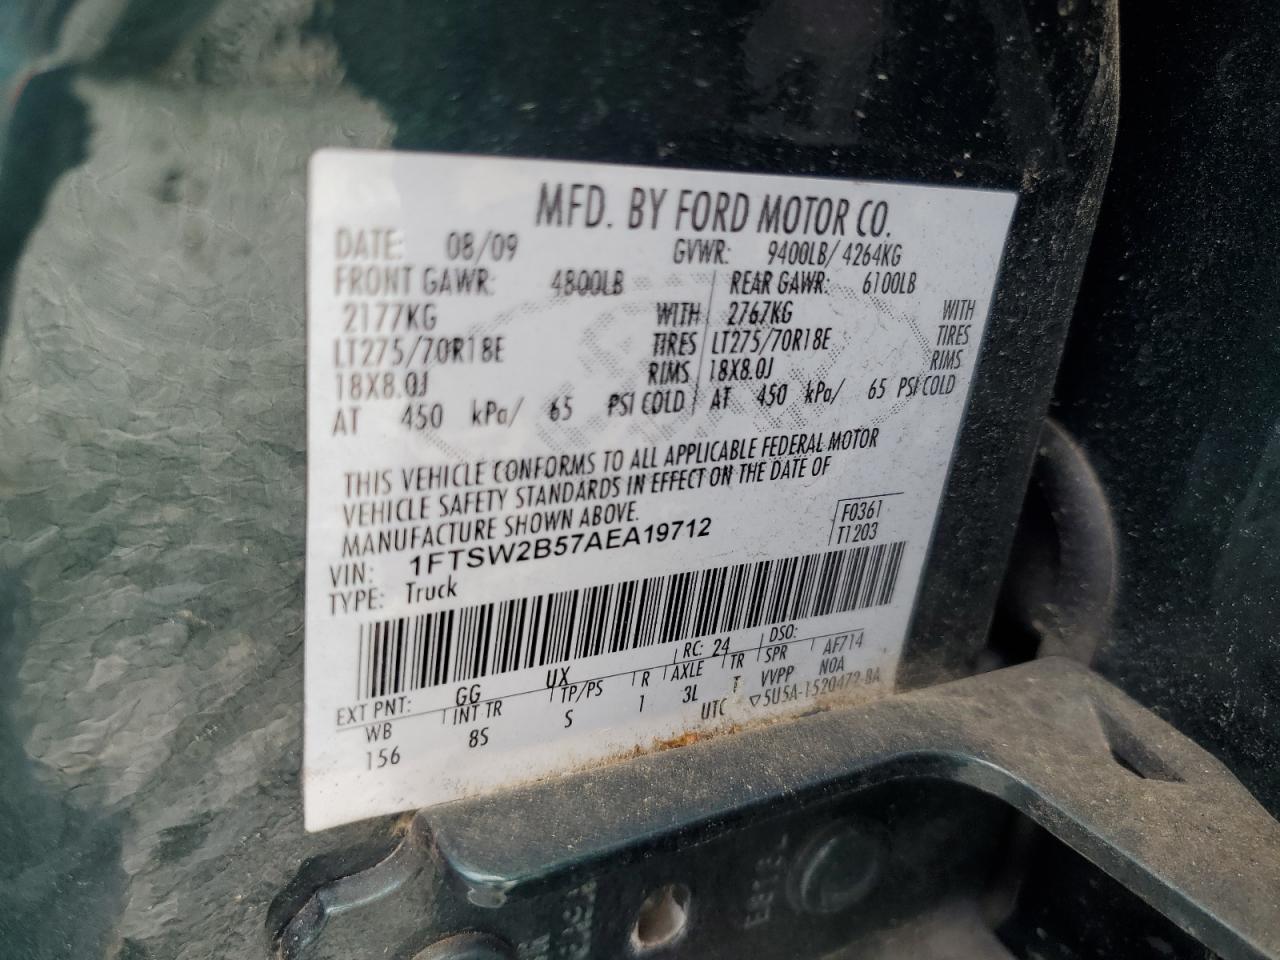 MFD. BY FORD MOTOR CO.
DATE: 08/09 GVWR: 9400LB/ 4264KG
FRONT GAWR: 4800LB REAR GAWR: 6100LB
2177KG WITH 2767KG WITH
LT275/70R18E TIRES LT275/70R18E TIRES
18X8.0J RIMS 18X8.0J RIMS
AT 450 kPa/ 65 PSI COLD AT 450 kPa/ 65 PSI COLD
THIS VEHICLE CONFORMS TO ALL APPLICABLE FEDERAL MOTOR
VEHICLE SAFETY STANDARDS IN EFFECT ON THE DATE OF
MANUFACTURE SHOWN ABOVE.
F0361
VIN: 1FTSW2B57AEA19712 T1203
TYPE: Truck
EXT PNT: GG UX RC: 24 DSO:
WB INT TR TP/PS R AXLE TR SPR AF714
156 8S S 1 3L T VVPP N0A
UTC ▽5U5A-1520472-BA